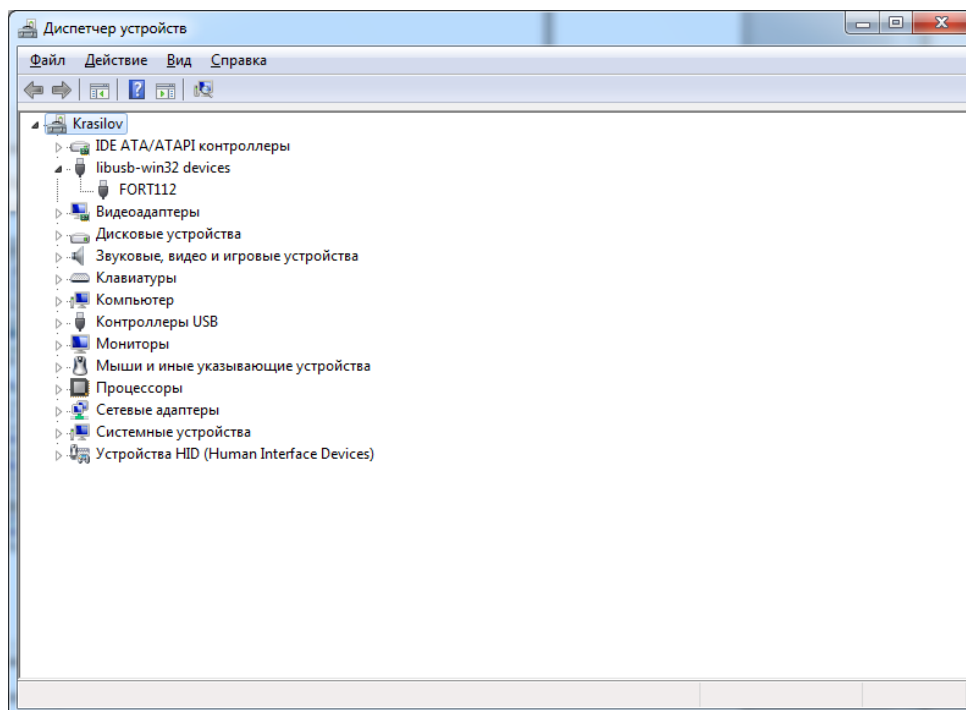 Диспетчер устройств
Файл Действие Вид Справка
Krasilov
IDE ATA/ATAPI контроллеры
libusb-win32 devices
FORT112
Видеоадаптеры
Дисковые устройства
Звуковые, видео и игровые устройства
Клавиатуры
Компьютер
Контроллеры USB
Мониторы
Мыши и иные указывающие устройства
Процессоры
Сетевые адаптеры
Системные устройства
Устройства HID (Human Interface Devices)